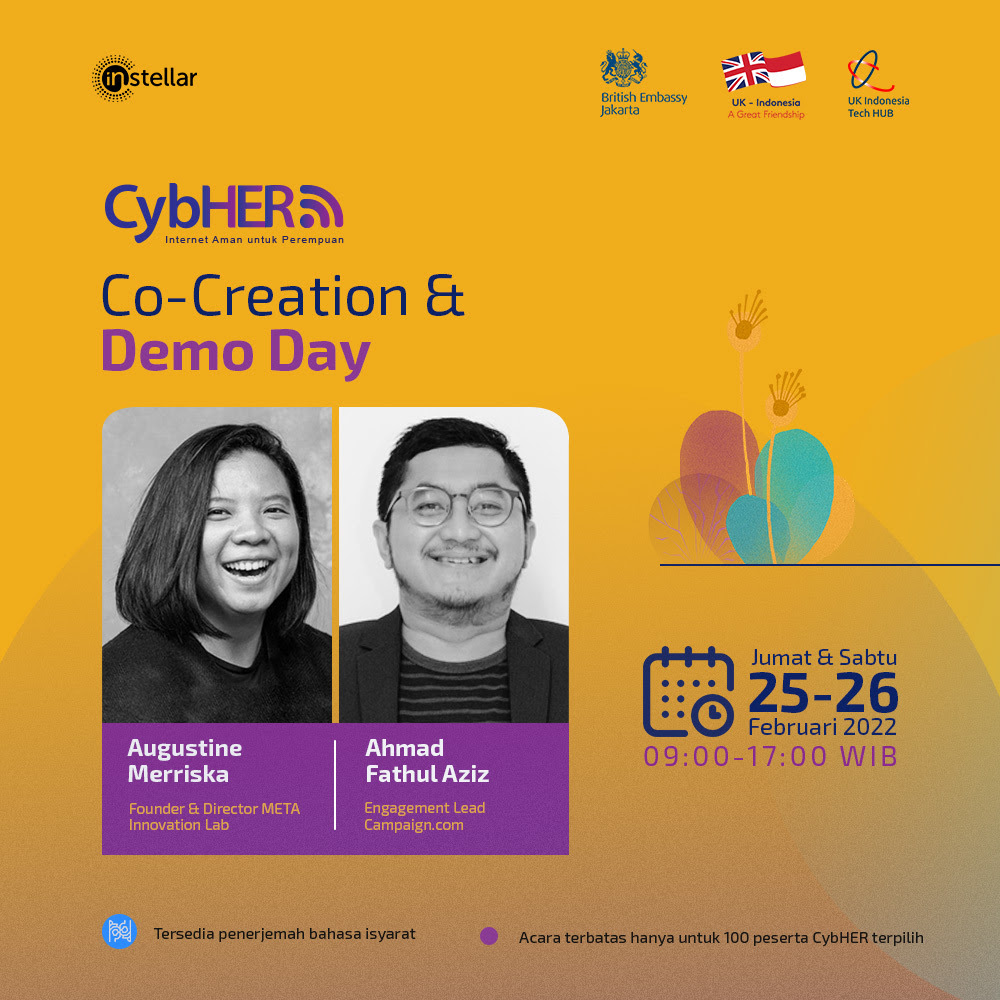 instellar
British Embassy
Jakarta
UK - Indonesia
A Great Friendship
UK Indonesia
Tech HUB
CybHER
Internet Aman untuk Perempuan
Co-Creation &
Demo Day
Augustine
Merriska
Founder & Director META
Innovation Lab
Ahmad
Fathul Aziz
Engagement Lead
Campaign.com
Jumat & Sabtu
25-26
Februari 2022
09:00-17:00 WIB
Tersedia penerjemah bahasa isyarat
Acara terbatas hanya untuk 100 peserta CybHER terpilih